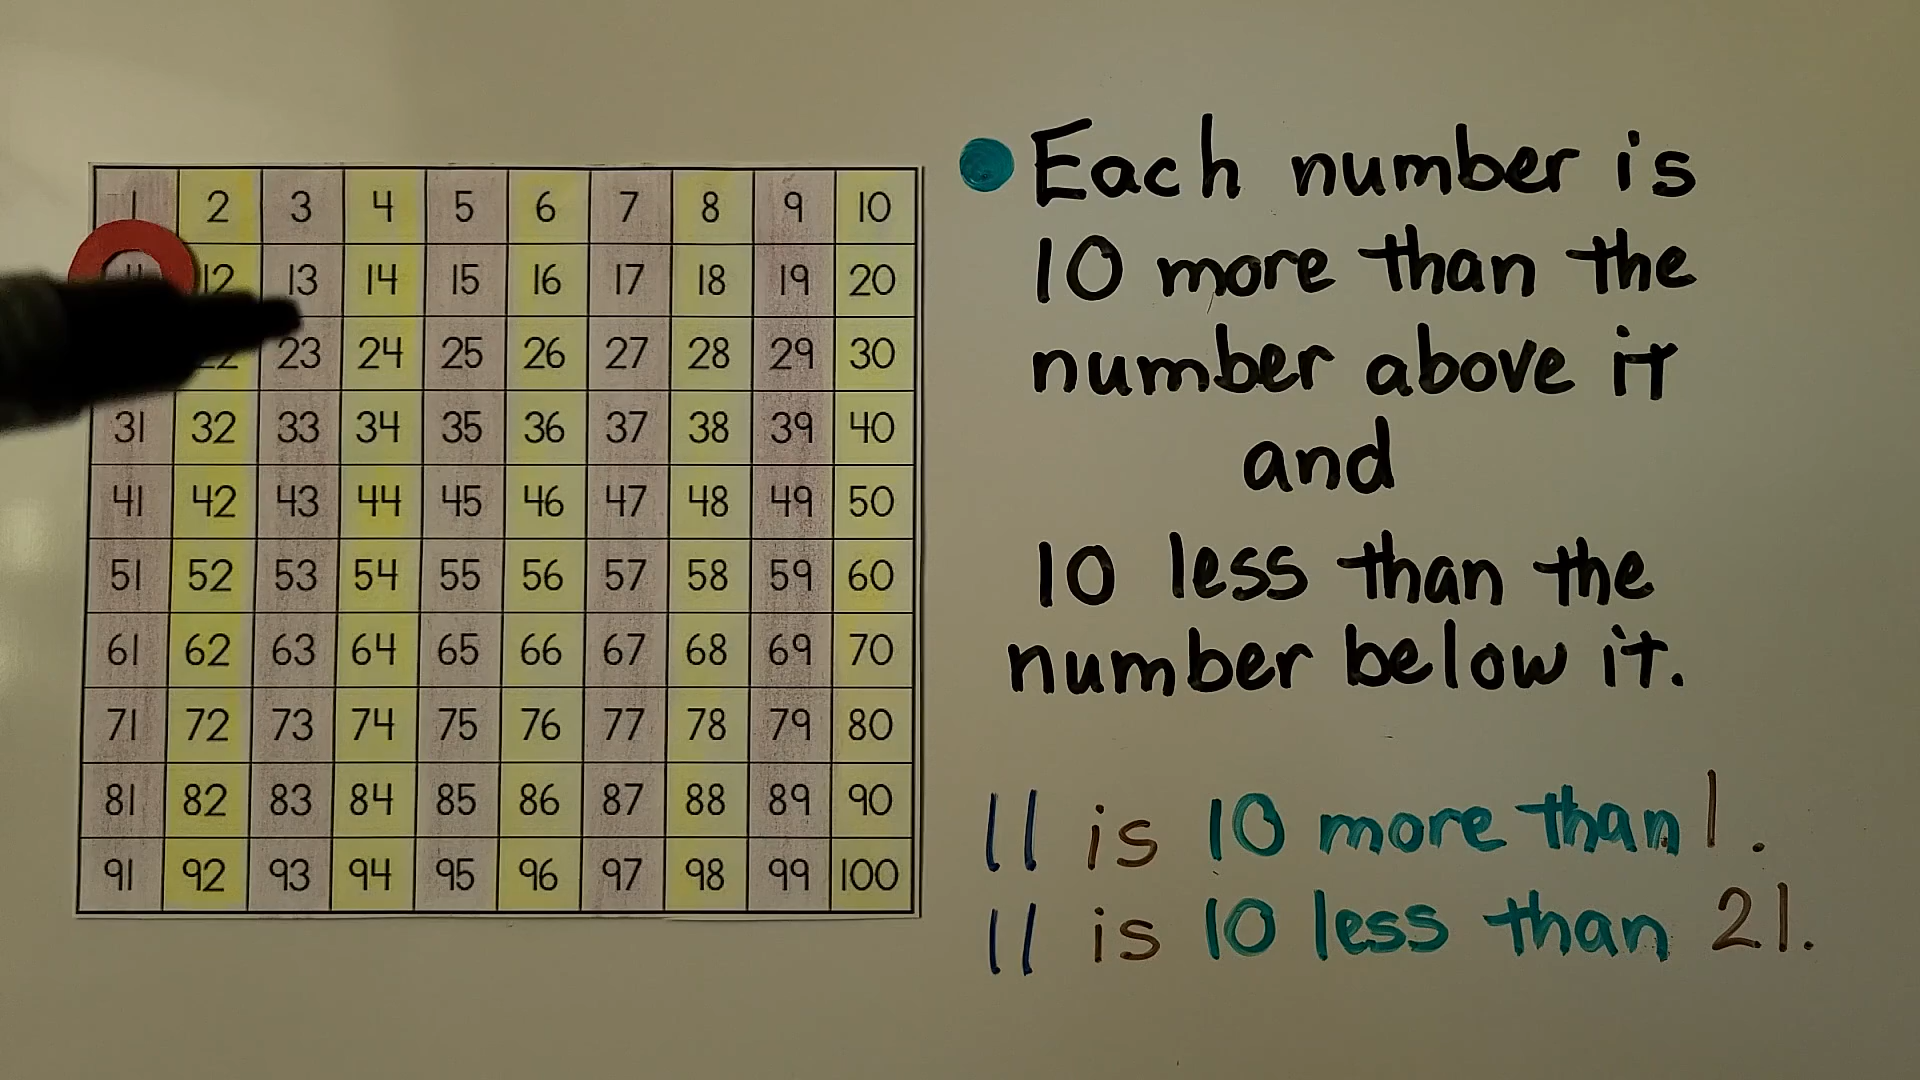 1 2 3 4 5 6 7 8 9 10
11 12 13 14 15 16 17 18 19 20
22 23 24 25 26 27 28 29 30
31 32 33 34 35 36 37 38 39 40
41 42 43 44 45 46 47 48 49 50
51 52 53 54 55 56 57 58 59 60
61 62 63 64 65 66 67 68 69 70
71 72 73 74 75 76 77 78 79 80
81 82 83 84 85 86 87 88 89 90
91 92 93 94 95 96 97 98 99 100
Each number is
10 more than the
number above it
and
10 less than the
number below it.
11 is 10 more than 1.
11 is 10 less than 21.